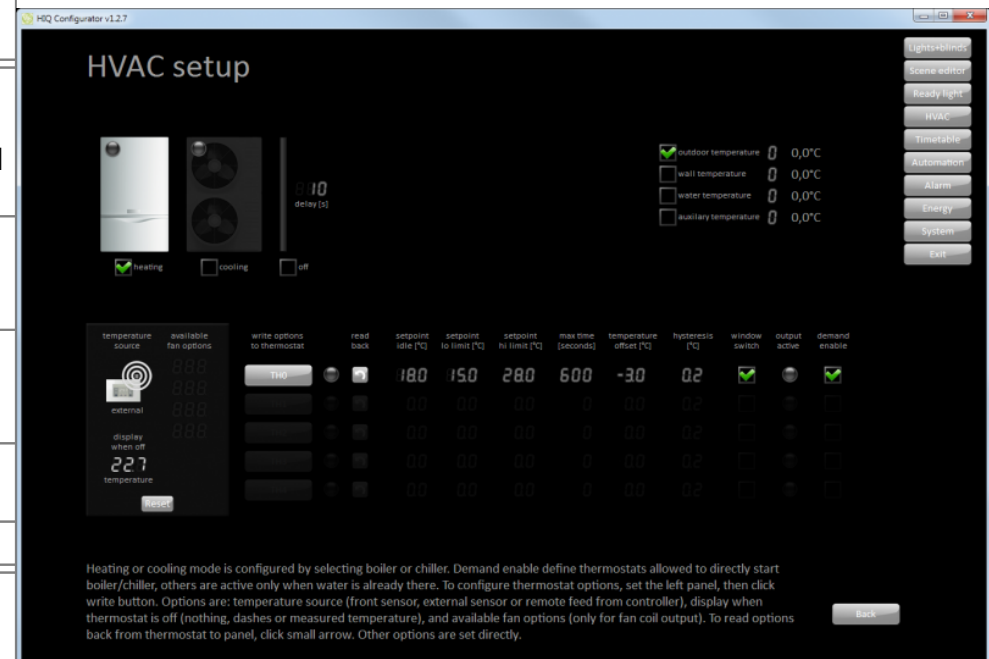 HIQ Configurator v1.2.7
HVAC setup
Lights+blinds
Scene editor
Ready light
HVAC
Timetable
Automation
Alarm
Energy
System
Exit
10
delay [s]
outdoor temperature 0 0,0°C
wall temperature 0 0,0°C
water temperature 0 0,0°C
auxilary temperature 0 0,0°C
heating cooling off
temperature source
available fan options
write options to thermostat
read back
setpoint idle [°C]
setpoint lo limit [°C]
setpoint hi limit [°C]
max time [seconds]
temperature offset [°C]
hysteresis [°C]
window switch
output active
demand enable
TH0 18.0 15.0 28.0 600 -3.0 0.2
external
display
when off
22.7
temperature
Reset
Heating or cooling mode is configured by selecting boiler or chiller. Demand enable define thermostats allowed to directly start
boiler/chiller, others are active only when water is already there. To configure thermostat options, set the left panel, then click
write button. Options are: temperature source (front sensor, external sensor or remote feed from controller), display when
thermostat is off (nothing, dashes or measured temperature), and available fan options (only for fan coil output). To read options
back from thermostat to panel, click small arrow. Other options are set directly.
Back